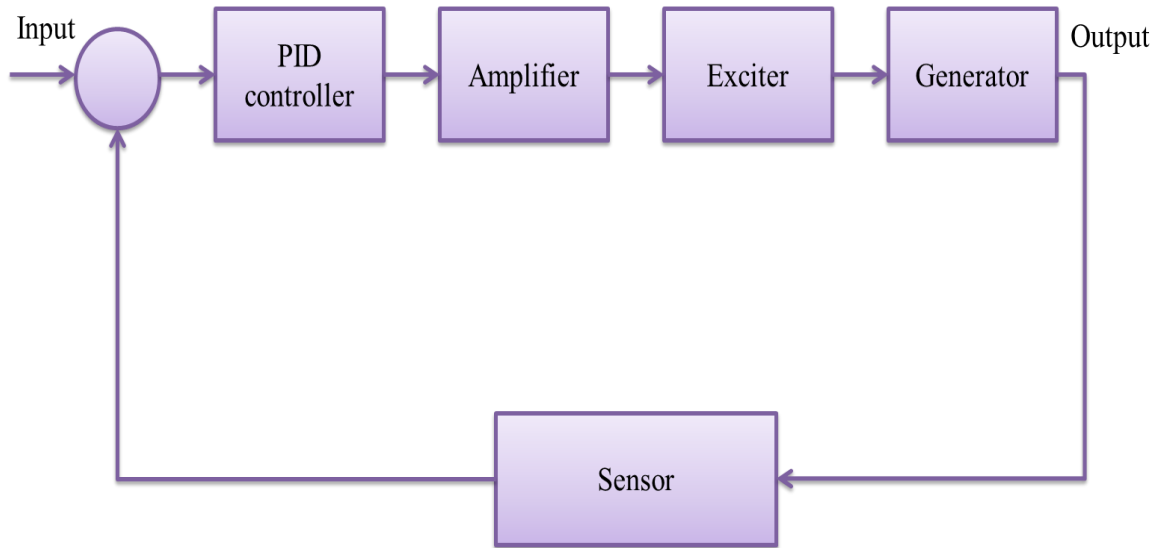 Input
PID
controller
Amplifier
Exciter
Generator
Output
Sensor